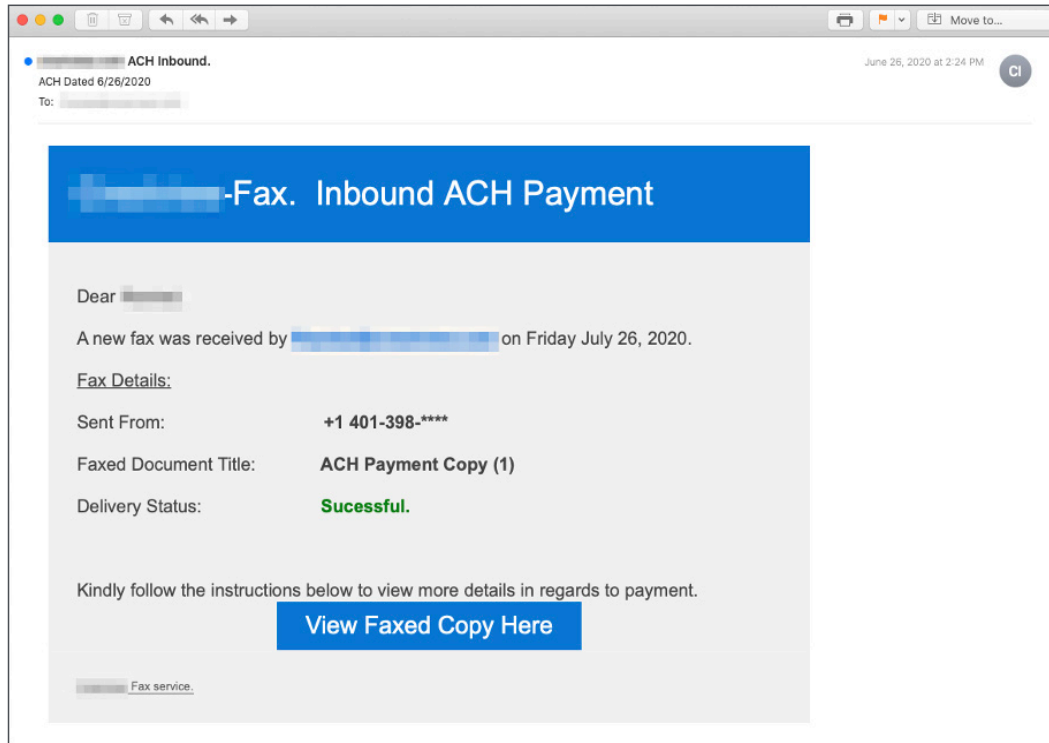 Move to...
ACH Inbound.
June 26, 2020 at 2:24 PM
CI
ACH Dated 6/26/2020
To:
-Fax. Inbound ACH Payment
Dear
A new fax was received by on Friday July 26, 2020.
Fax Details:
Sent From: +1 401-398-****
Faxed Document Title: ACH Payment Copy (1)
Delivery Status: Sucessful.
Kindly follow the instructions below to view more details in regards to payment.
View Faxed Copy Here
Fax service.